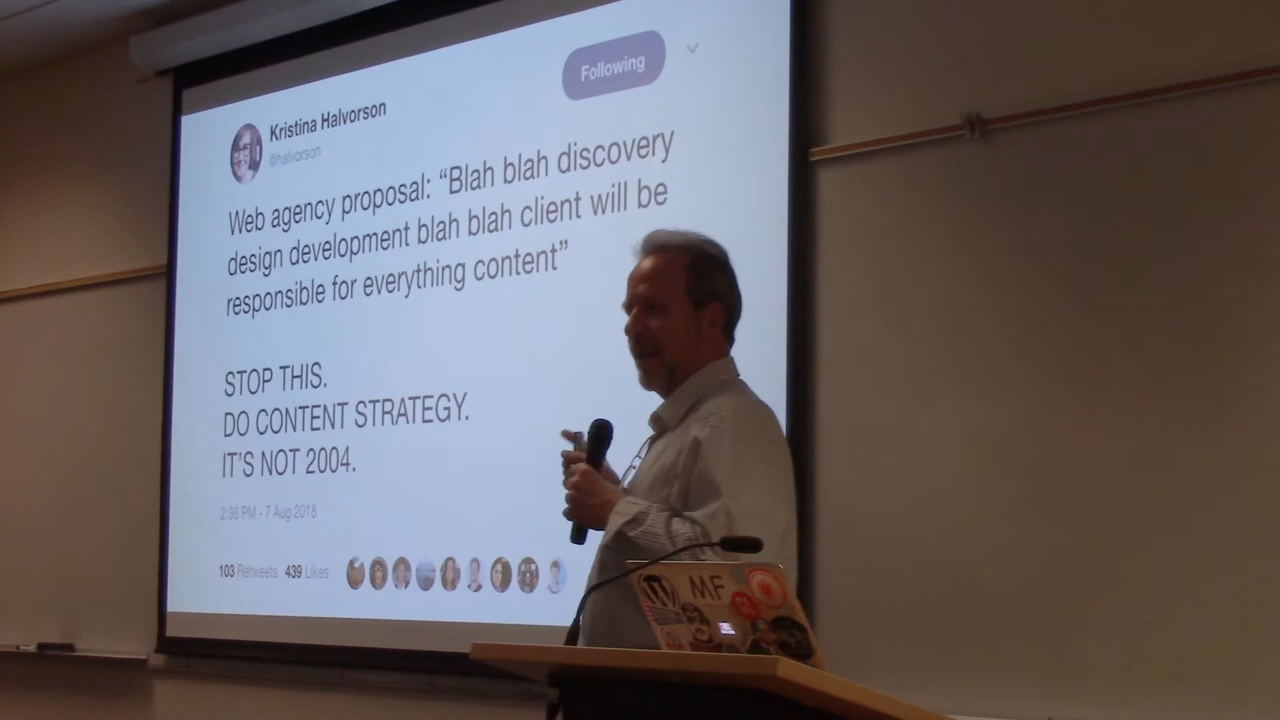 Following
Kristina Halvorson
@halvorson
Web agency proposal: “Blah blah discovery
design development blah blah client will be
responsible for everything content”
STOP THIS.
DO CONTENT STRATEGY.
IT’S NOT 2004.
2:36 PM - 7 Aug 2018
103 Retweets 439 Likes
MF